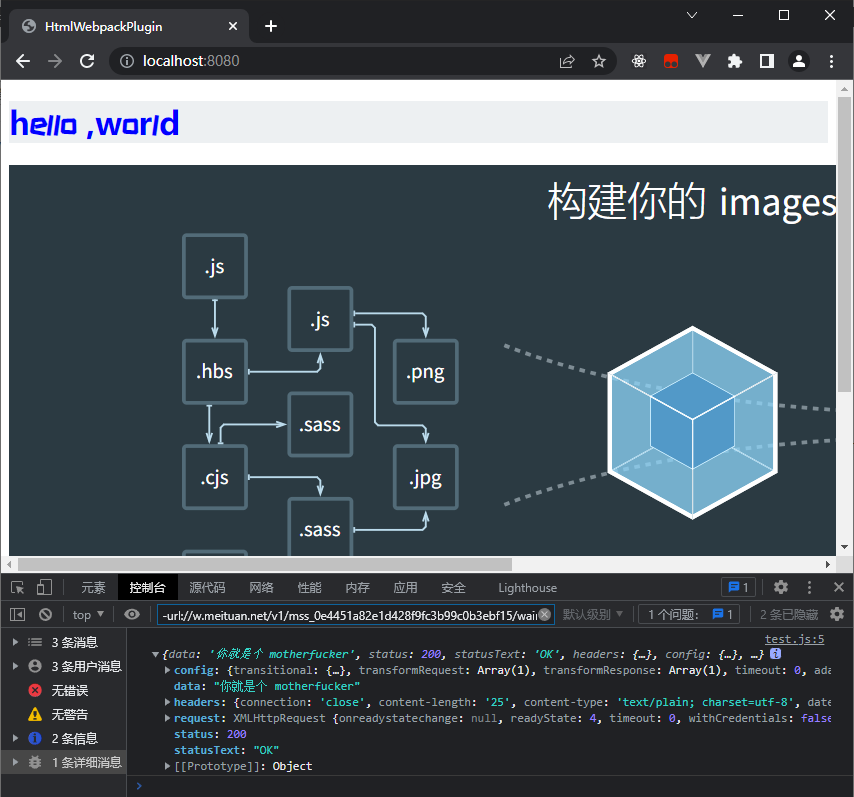 HtmlWebpackPlugin
localhost:8080
hello ,world
构建你的 images
.js
.js
.hbs
.png
.sass
.cjs
.jpg
.sass
元素 控制台 源代码 网络 性能 内存 应用 安全 Lighthouse 1
top -url://w.meituan.net/v1/mss_0e4451a82e1d428f9fc3b99c0b3ebf15/wai 默认级别 1 个问题: 1 2 条已隐藏
3 条消息
3 条用户消息
无错误
无警告
2 条信息
1 条详细消息
test.js:5
{data: '你就是个 motherfucker', status: 200, statusText: 'OK', headers: {…}, config: {…}, …}
config: {transitional: {…}, transformRequest: Array(1), transformResponse: Array(1), timeout: 0, ada
data: "你就是个 motherfucker"
headers: {connection: 'close', content-length: '25', content-type: 'text/plain; charset=utf-8', date
request: XMLHttpRequest {onreadystatechange: null, readyState: 4, timeout: 0, withCredentials: false
status: 200
statusText: "OK"
[[Prototype]]: Object